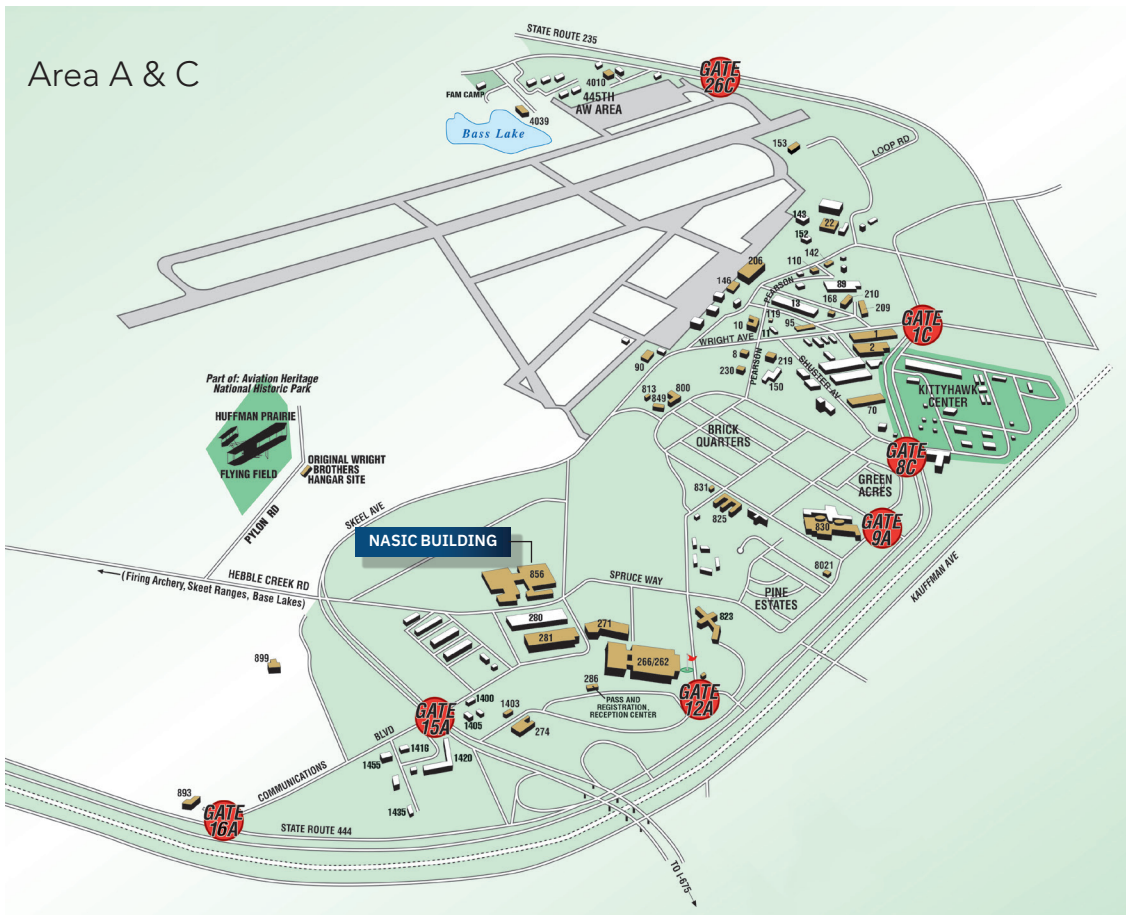 Area A & C
STATE ROUTE 235
GATE
26C
4010
445TH
AW AREA
FAM CAMP
4039
Bass Lake
153
LOOP RD
143
22
152
142
110
206
146
PEARSON
89
13
168
210
209
119
10
11
95
GATE
1C
WRIGHT AVE
1
2
8
219
90
230
PEARSON
150
SHUSTER AV
813
800
849
70
KITTYHAWK
CENTER
Part of: Aviation Heritage
National Historic Park
HUFFMAN PRAIRIE
FLYING FIELD
ORIGINAL WRIGHT
BROTHERS
HANGAR SITE
PYLON RD
BRICK
QUARTERS
GATE
8C
GREEN
ACRES
831
825
830
GATE
9A
SKEEL AVE
NASIC BUILDING
856
8021
KAUFFMAN AVE
HEBBLE CREEK RD
(Firing Archery, Skeet Ranges, Base Lakes)
SPRUCE WAY
PINE
ESTATES
280
281
271
823
899
266/262
286
PASS AND
REGISTRATION,
RECEPTION CENTER
GATE
12A
1400
1403
1405
GATE
15A
274
BLVD
1416
1455
1420
COMMUNICATIONS
893
GATE
16A
1435
STATE ROUTE 444
TO I-675